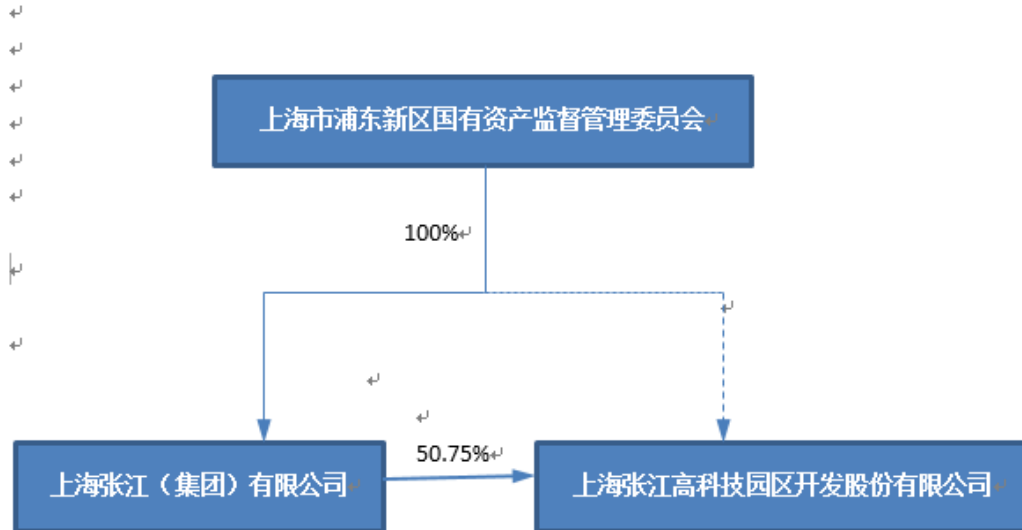 上海市浦东新区国有资产监督管理委员会
100%
50.75%
上海张江（集团）有限公司
上海张江高科技园区开发股份有限公司